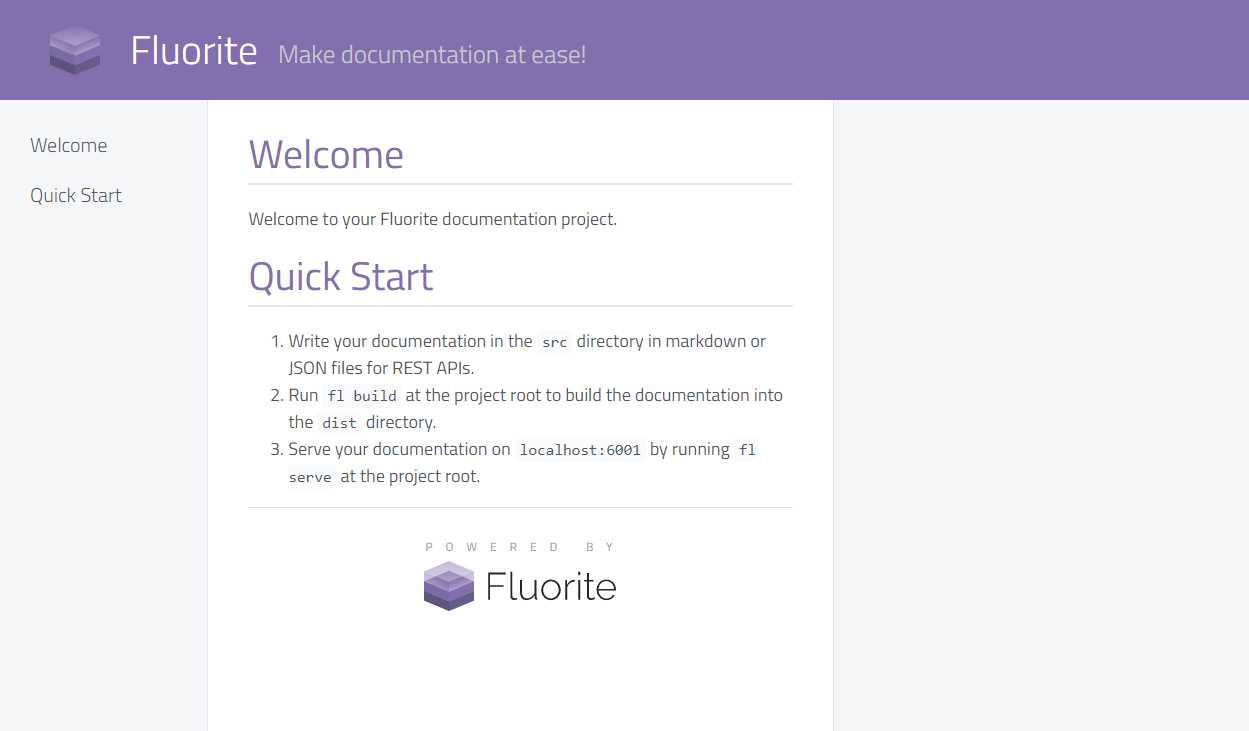 Fluorite Make documentation at ease!
Welcome
Quick Start
Welcome
Welcome to your Fluorite documentation project.
Quick Start
1. Write your documentation in the src directory in markdown or
JSON files for REST APIs.
2. Run fl build at the project root to build the documentation into
the dist directory.
3. Serve your documentation on localhost:6001 by running fl
serve at the project root.
POWERED BY
Fluorite